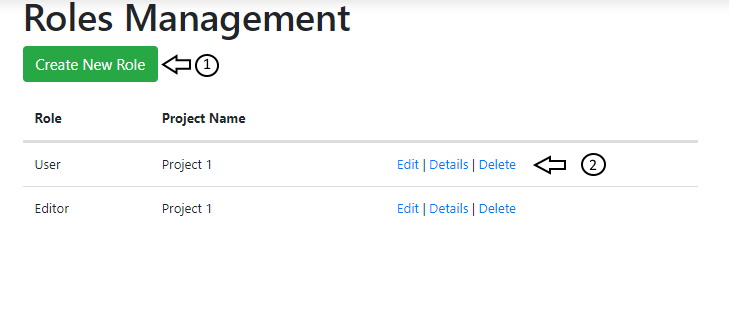 Roles Management
Create New Role 1
Role Project Name
User Project 1 Edit | Details | Delete 2
Editor Project 1 Edit | Details | Delete